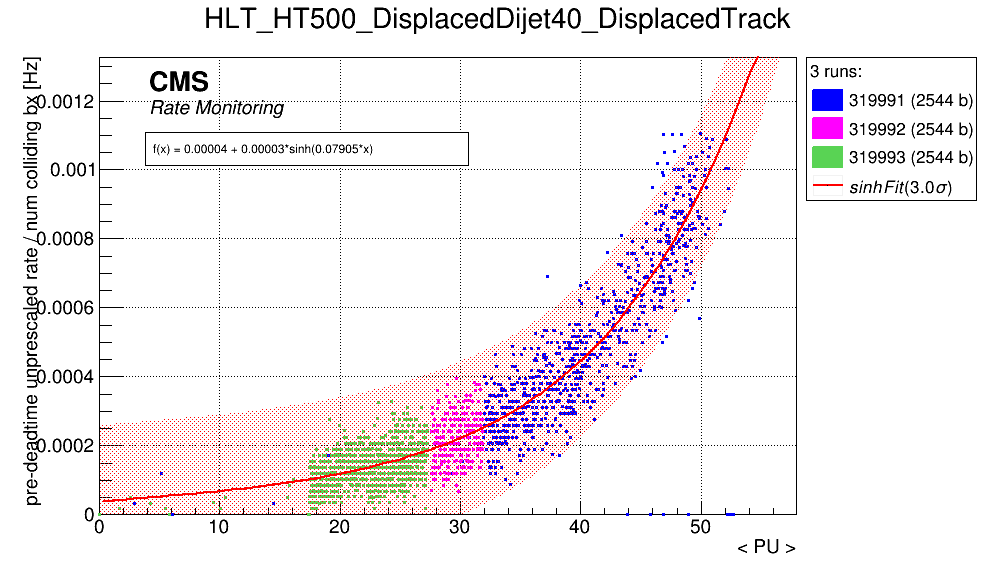 HLT_HT500_DisplacedDijet40_DisplacedTrack
pre-deadtime unprescaled rate / num colliding bx [Hz]
CMS
Rate Monitoring
f(x) = 0.00004 + 0.00003*sinh(0.07905*x)
0.0012
0.001
0.0008
0.0006
0.0004
0.0002
0
0 10 20 30 40 50
< PU >
3 runs:
319991 (2544 b)
319992 (2544 b)
319993 (2544 b)
sinhFit(3.0σ)